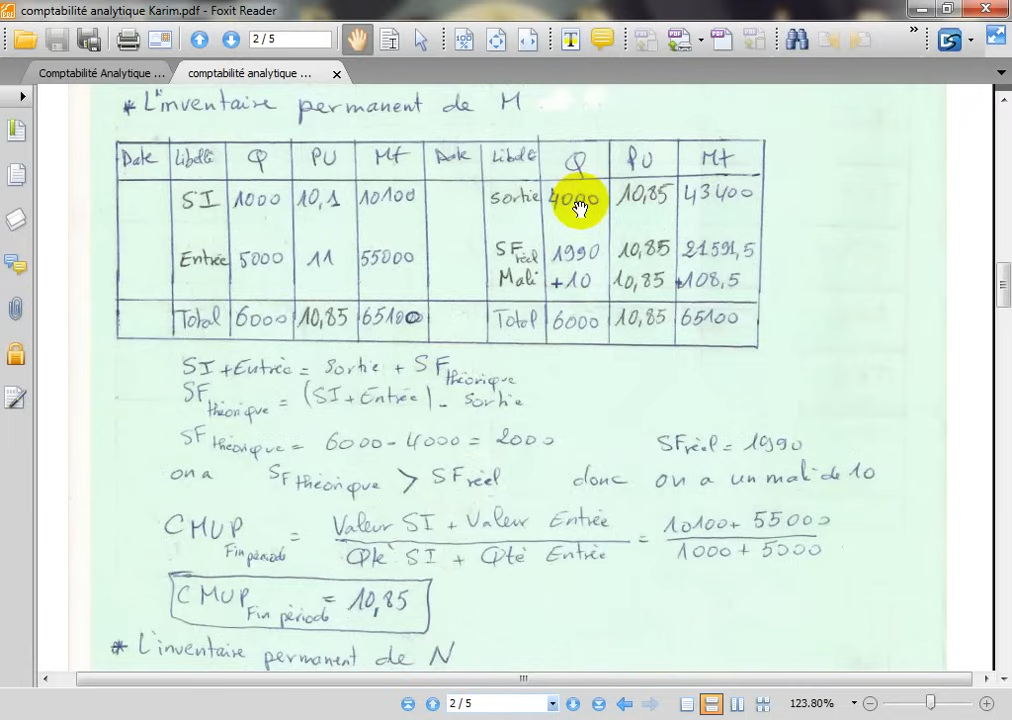 comptabilité analytique Karim.pdf - Foxit Reader
2/5
Comptabilité Analytique ...
comptabilité analytique ...
* L'inventaire permanent de M
Date Libellé Q PU Mt Date Libellé Q PU Mt
SI 1000 10,1 10100 sortie 4000 10,85 43400
SF réel 1990 10,85 21591,5
Entrée 5000 11 55000
Mali +10 10,85 +108,5
Total 6000 10,85 65100 Total 6000 10,85 65100
SI + Entrée = Sortie + SF théorique
SF théorique = (SI + Entrée) - Sortie
SF théorique = 6000 - 4000 = 2000 SF réel = 1990
on a SF théorique > SF réel donc on a un mali de 10
CMUP Fin période = Valeur SI + Valeur Entrée / Qté SI + Qté Entrée = 10100 + 55000 / 1000 + 5000
CMUP Fin période = 10,85
* L'inventaire permanent de N
2/5
123.80%